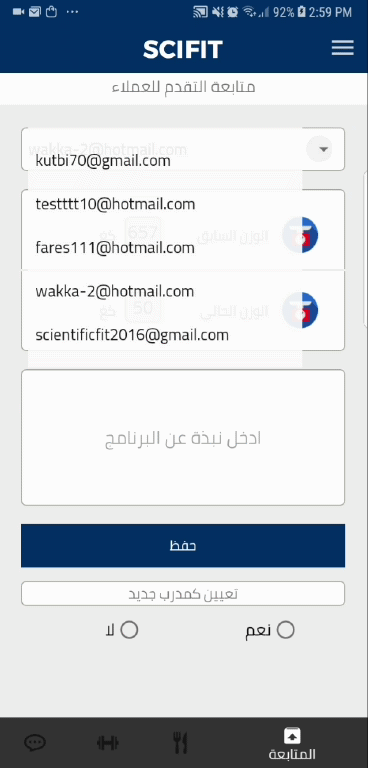 92% 2:59 PM
SCIFIT
متابعة التقدم للعملاء
wakka-2@hotmail.com
kutbi70@gmail.com
testttt10@hotmail.com
الوزن السابق 657 كغ
fares111@hotmail.com
wakka-2@hotmail.com
الوزن الحالي 50 كغ
scientificfit2016@gmail.com
ادخل نبذة عن البرنامج
حفظ
تعيين كمدرب جديد
نعم
لا
المتابعة